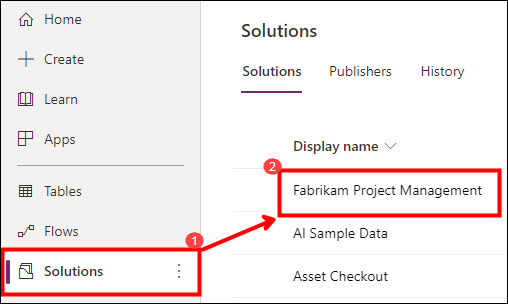 Home
Create
Learn
Apps
Tables
Flows
1
Solutions
Solutions
Solutions Publishers History
Display name
2
Fabrikam Project Management
AI Sample Data
Asset Checkout